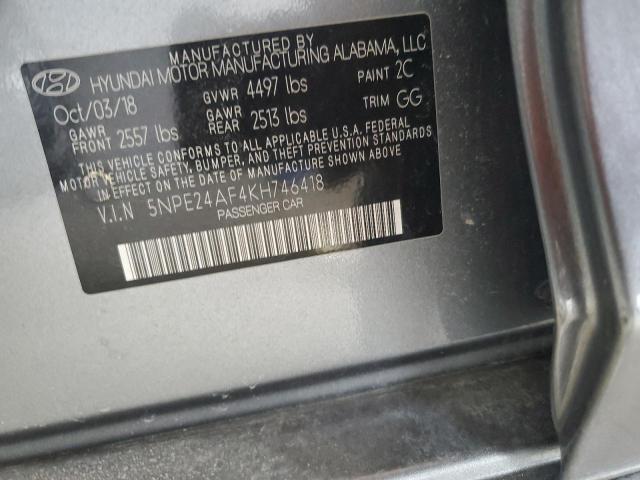 MANUFACTURED BY
HYUNDAI MOTOR MANUFACTURING ALABAMA, LLC
Oct/03/18 GVWR 4497 lbs PAINT 2C
GAWR FRONT 2557 lbs GAWR REAR 2513 lbs TRIM GG
THIS VEHICLE CONFORMS TO ALL APPLICABLE U.S.A. FEDERAL
MOTOR VEHICLE SAFETY, BUMPER, AND THEFT PREVENTION STANDARDS
IN EFFECT ON THE DATE OF MANUFACTURE SHOWN ABOVE
V.I.N 5NPE24AF4KH746418
PASSENGER CAR